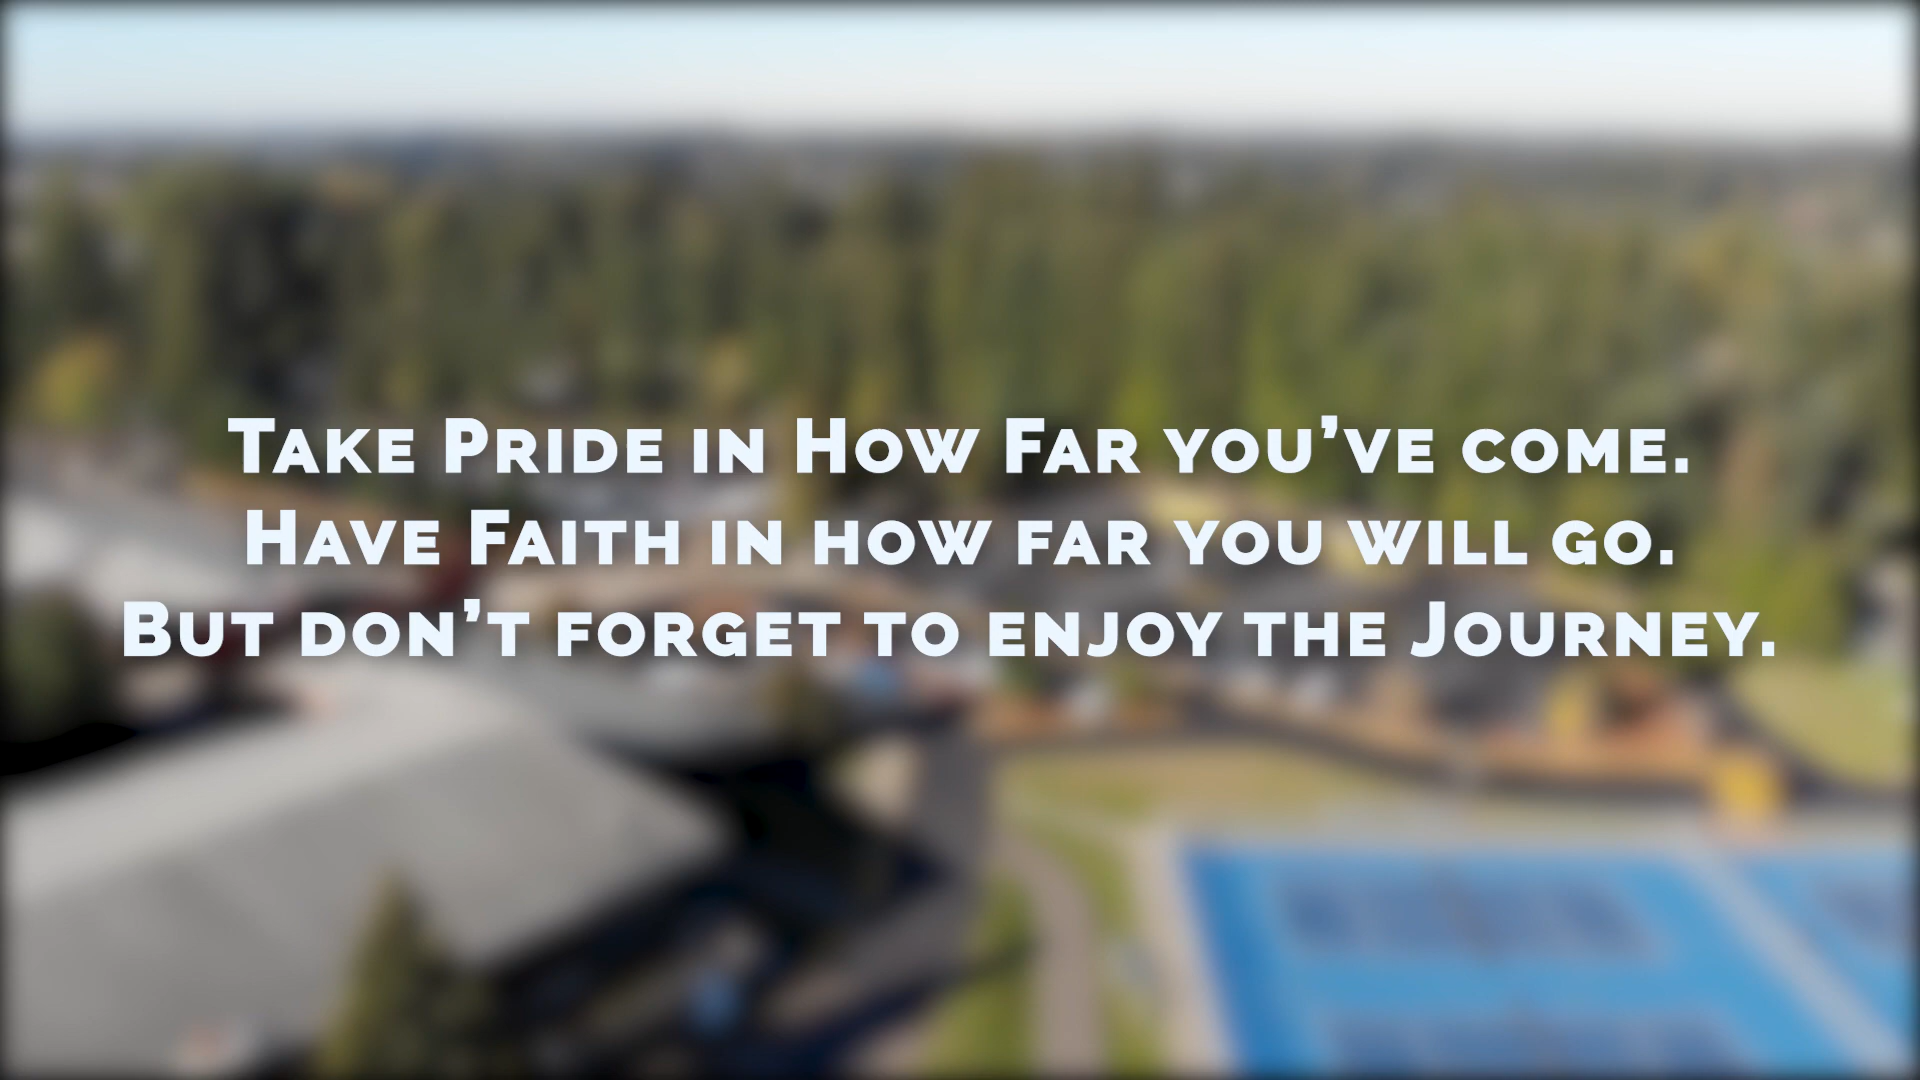 Take Pride in How Far you’ve come.
Have Faith in how far you will go.
But don’t forget to enjoy the Journey.